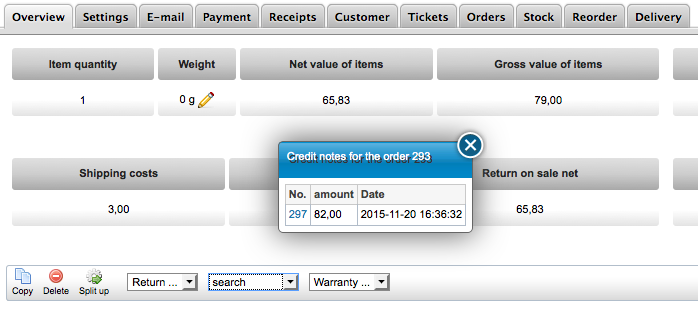 Overview Settings E-mail Payment Receipts Customer Tickets Orders Stock Reorder Delivery
Item quantity Weight Net value of items Gross value of items
1 0 g 65,83 79,00
Credit notes for the order 293
No. amount Date
297 82,00 2015-11-20 16:36:32
Shipping costs Return on sale net
3,00 65,83
Copy Delete Split up Return ... search Warranty ...